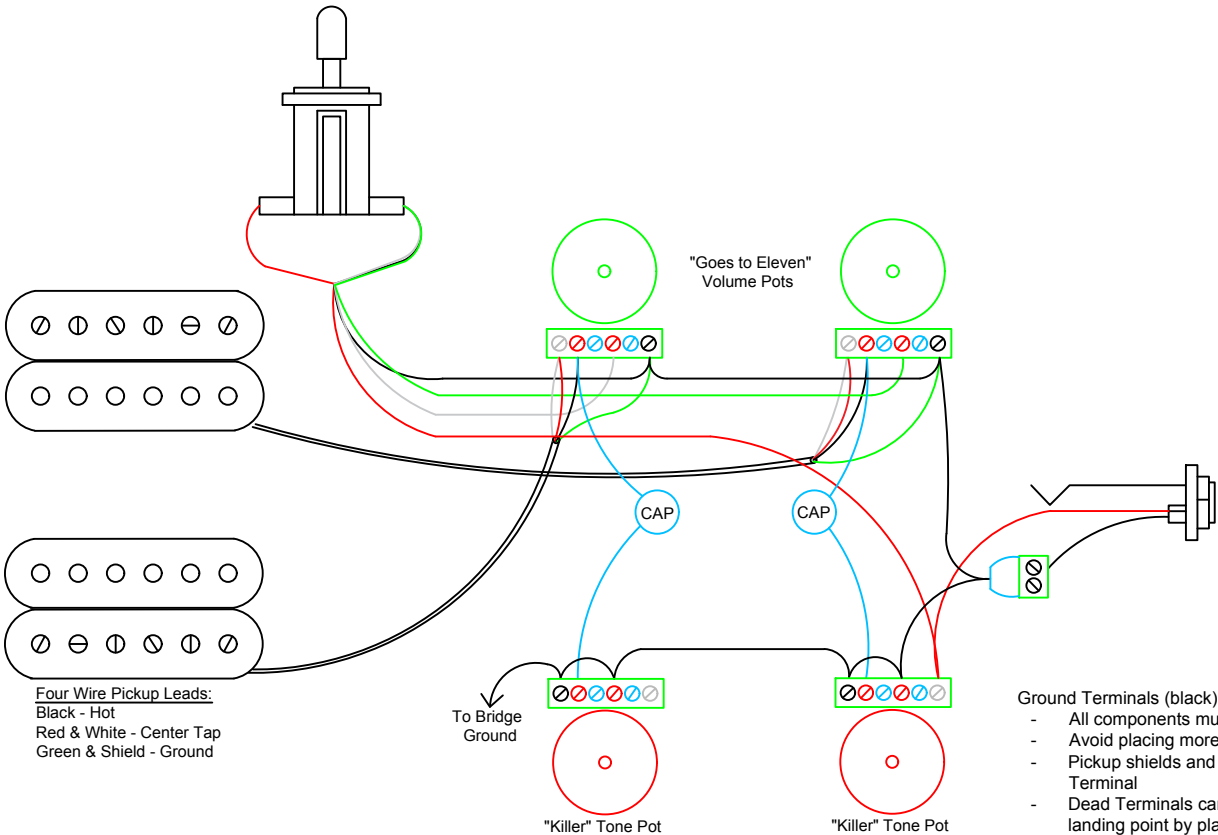 "Goes to Eleven"
Volume Pots
CAP
CAP
Four Wire Pickup Leads:
Black - Hot
Red & White - Center Tap
Green & Shield - Ground
To Bridge
Ground
"Killer" Tone Pot
"Killer" Tone Pot
Ground Terminals (black)
- All components mu
- Avoid placing more
- Pickup shields and
Terminal
- Dead Terminals car
landing point by pla